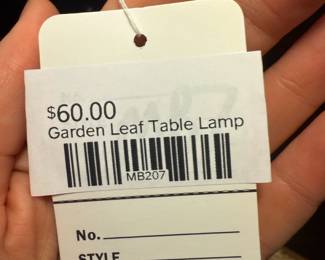 $60.00
Garden Leaf Table Lamp
MB207
No.
STYLE